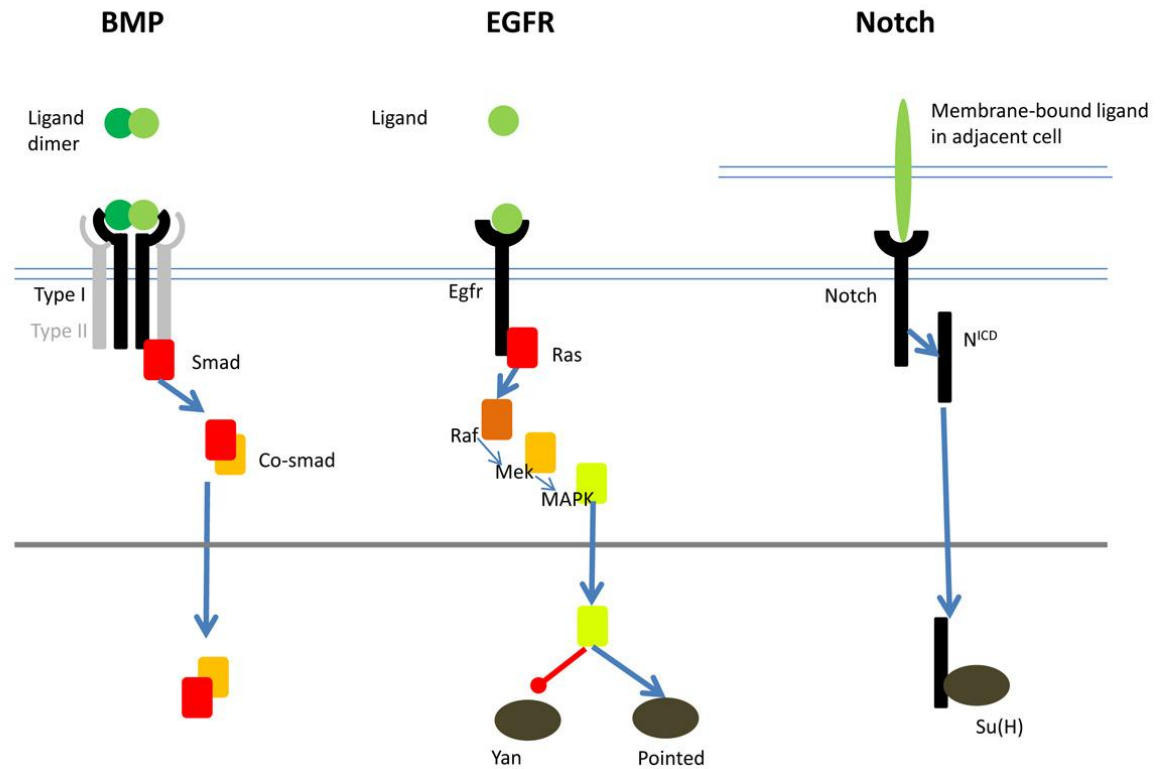 BMP
EGFR
Notch
Ligand
dimer
Ligand
Membrane-bound ligand
in adjacent cell
Type I
Type II
Smad
Co-smad
Egfr
Ras
Raf
Mek
MAPK
Yan
Pointed
Notch
N^ICD
Su(H)